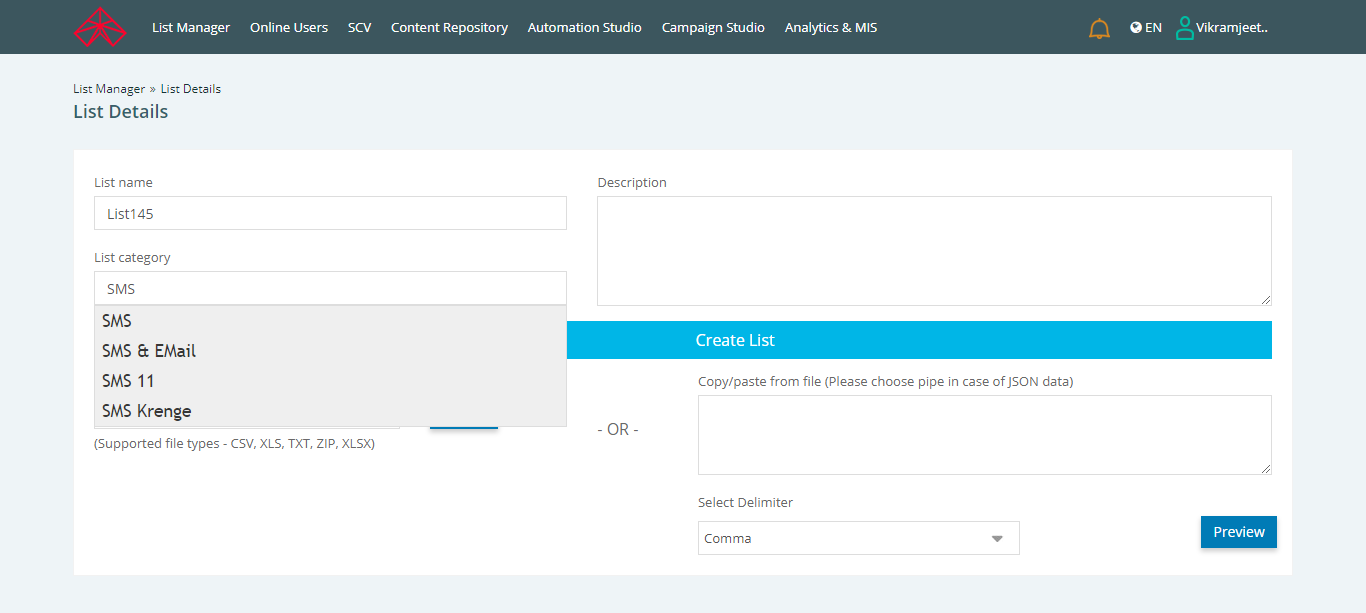 List Manager Online Users SCV Content Repository Automation Studio Campaign Studio Analytics & MIS EN Vikramjeet..
List Manager » List Details
List Details
List name
List145
Description
List category
SMS
SMS
SMS & EMail
SMS 11
SMS Krenge
Create List
(Supported file types - CSV, XLS, TXT, ZIP, XLSX)
- OR -
Copy/paste from file (Please choose pipe in case of JSON data)
Select Delimiter
Comma
Preview